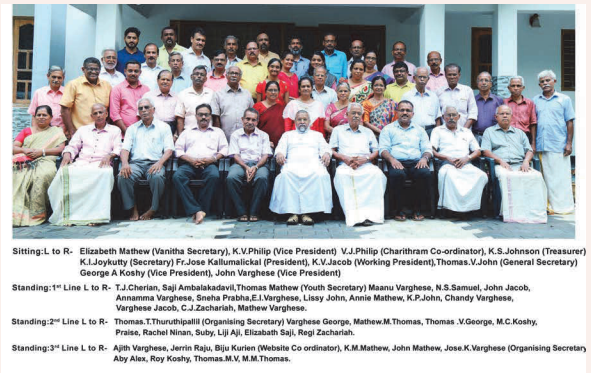 Sitting:L to R- Elizabeth Mathew (Vanitha Secretary), K.V.Philip (Vice President) V.J.Philip (Charithram Co-ordinator), K.S.Johnson (Treasurer)
K.I.Joykutty (Secretary) Fr.Jose Kallumalickal (President), K.V.Jacob (Working President),Thomas.V.John (General Secretary)
George A Koshy (Vice President), John Varghese (Vice President)
Standing:1st Line L to R- T.J.Cherian, Saji Ambalakadavil,Thomas Mathew (Youth Secretary) Maanu Varghese, N.S.Samuel, John Jacob,
Annamma Varghese, Sneha Prabha,E.I.Varghese, Lissy John, Annie Mathew, K.P.John, Chandy Varghese,
Varghese Jacob, C.J.Zachariah, Mathew Varghese.
Standing:2nd Line L to R- Thomas.T.Thuruthipallil (Organising Secretary) Varghese George, Mathew.M.Thomas, Thomas .V.George, M.C.Koshy,
Praise, Rachel Ninan, Suby, Liji Aji, Elizabath Saji, Regi Zachariah.
Standing:3rd Line L to R- Ajith Varghese, Jerrin Raju, Biju Kurien (Website Co ordinator), K.M.Mathew, John Mathew, Jose.K.Varghese (Organising Secretary
Aby Alex, Roy Koshy, Thomas.M.V, M.M.Thomas.